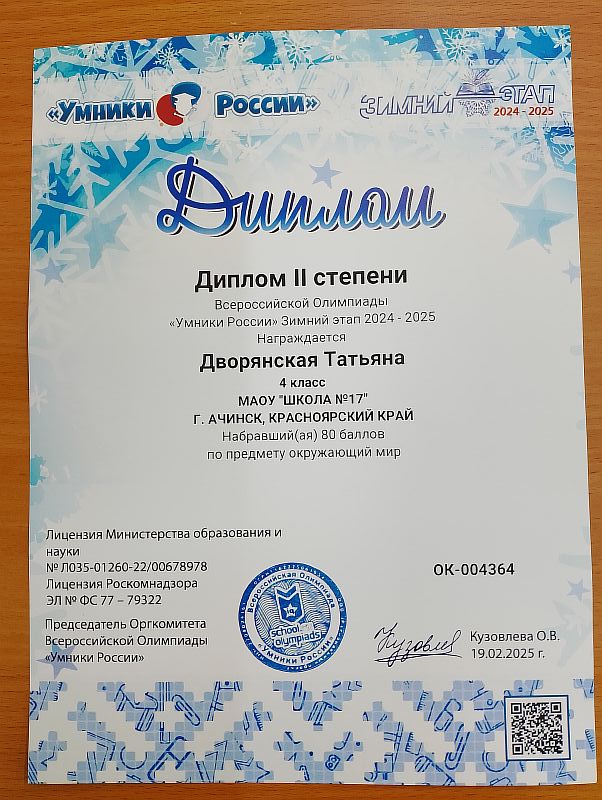 «Умники России»
ЗИМНИЙ ЭТАП
2024 - 2025
Диплом
Диплом II степени
Всероссийской Олимпиады
«Умники России» Зимний этап 2024 - 2025
Награждается
Дворянская Татьяна
4 класс
МАОУ "ШКОЛА №17"
Г. АЧИНСК, КРАСНОЯРСКИЙ КРАЙ
Набравший(ая) 80 баллов
по предмету окружающий мир
Лицензия Министерства образования и
науки
№ Л035-01260-22/00678978
Лицензия Роскомнадзора
ЭЛ № ФС 77 – 79322
ОК-004364
Председатель Оргкомитета
Всероссийской Олимпиады
«Умники России»
Всероссийская Олимпиада
school
olympiads
«Умники России»
Кузовлев
Кузовлева О.В.
19.02.2025 г.